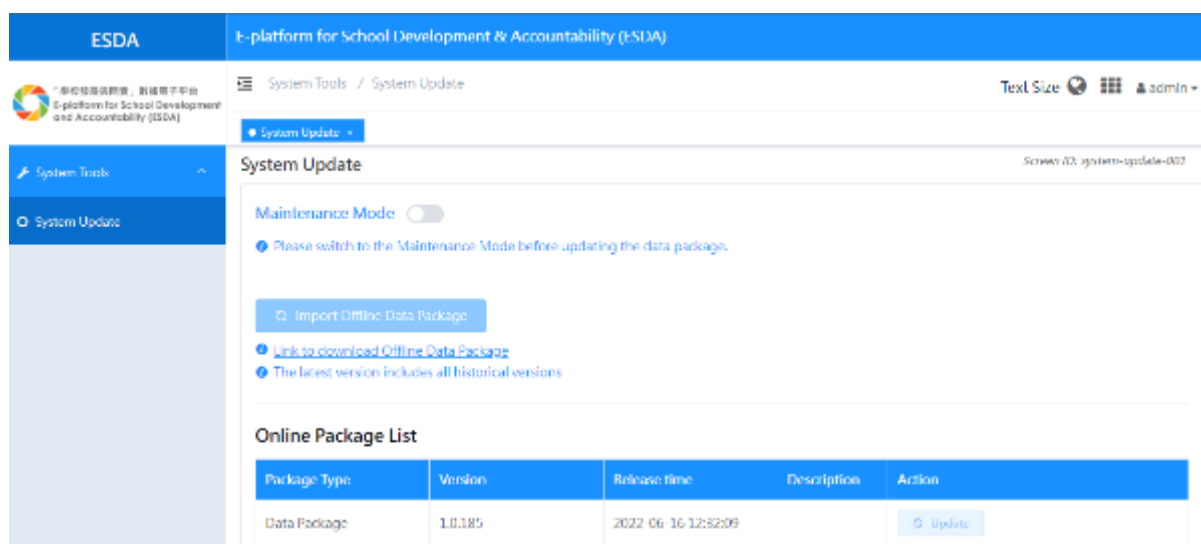 ESDA
E-platform for School Development & Accountability (ESDA)
E-platform for School Development
and Accountability (ESDA)
System Tools / System Update
Text Size
admin
System Update
System Tools
System Update
System Update
Screen ID: system-update-001
Maintenance Mode
Please switch to the Maintenance Mode before updating the data package.
Import Offline Data Package
Link to download Offline Data Package
The latest version includes all historical versions
Online Package List
Package Type Version Release time Description Action
Data Package 1.0.185 2022-06-16 12:32:09 Update